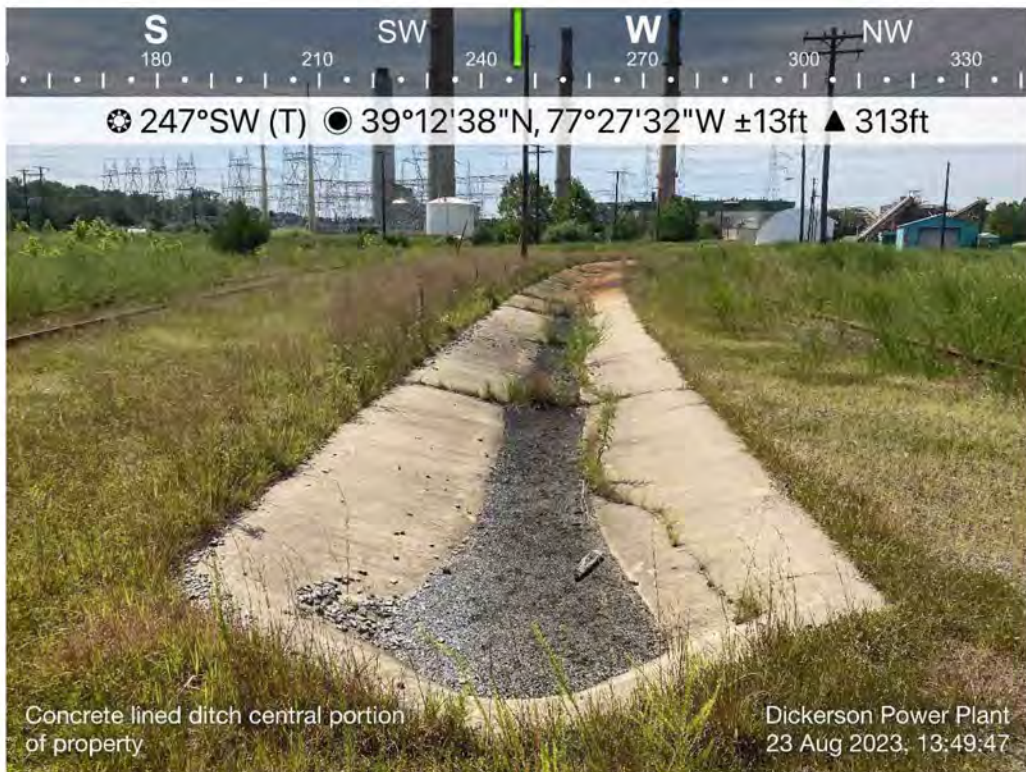 S SW W NW
180 210 240 270 300 330
247°SW (T) 39°12'38"N, 77°27'32"W ±13ft ▲ 313ft
Concrete lined ditch central portion
of property
Dickerson Power Plant
23 Aug 2023, 13:49:47